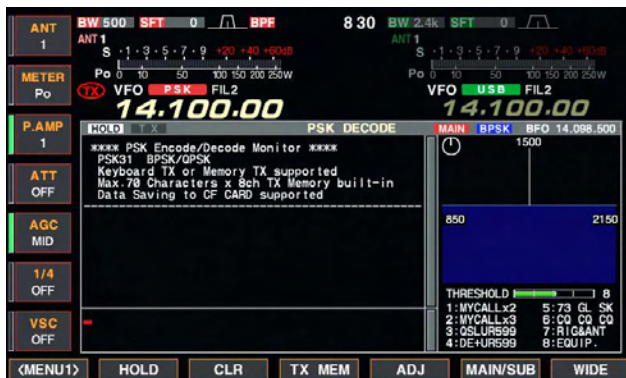 ANT
1
BW 500 SFT 0 BPF
8 30
BW 2.4k SFT 0
ANT 1
ANT 1
S ·1·3·5·7·9 +20 +40 +60dB
S ·1·3·5·7·9 +20 +40 +60dB
METER
Po
Po 0 10 50 100 150 200 250W
Po 0 10 50 100 150 200 250W
TX VFO PSK FIL2
VFO USB FIL2
14.100.00
14.100.00
P.AMP
1
HOLD TX PSK DECODE
MAIN BPSK BFO 14.098.500
**** PSK Encode/Decode Monitor ****
PSK31 BPSK/QPSK
Keyboard TX or Memory TX supported
Max.70 Characters x 8ch TX Memory built-in
Data Saving to CF CARD supported
1500
850 2150
ATT
OFF
AGC
MID
1/4
OFF
VSC
OFF
THRESHOLD 8
1:MYCALLx2 5:73 GL SK
2:MYCALLx3 6:CQ CQ CQ
3:QSLUR599 7:RIG&ANT
4:DE+UR599 8:EQUIP.
<MENU1> HOLD CLR TX MEM ADJ MAIN/SUB WIDE